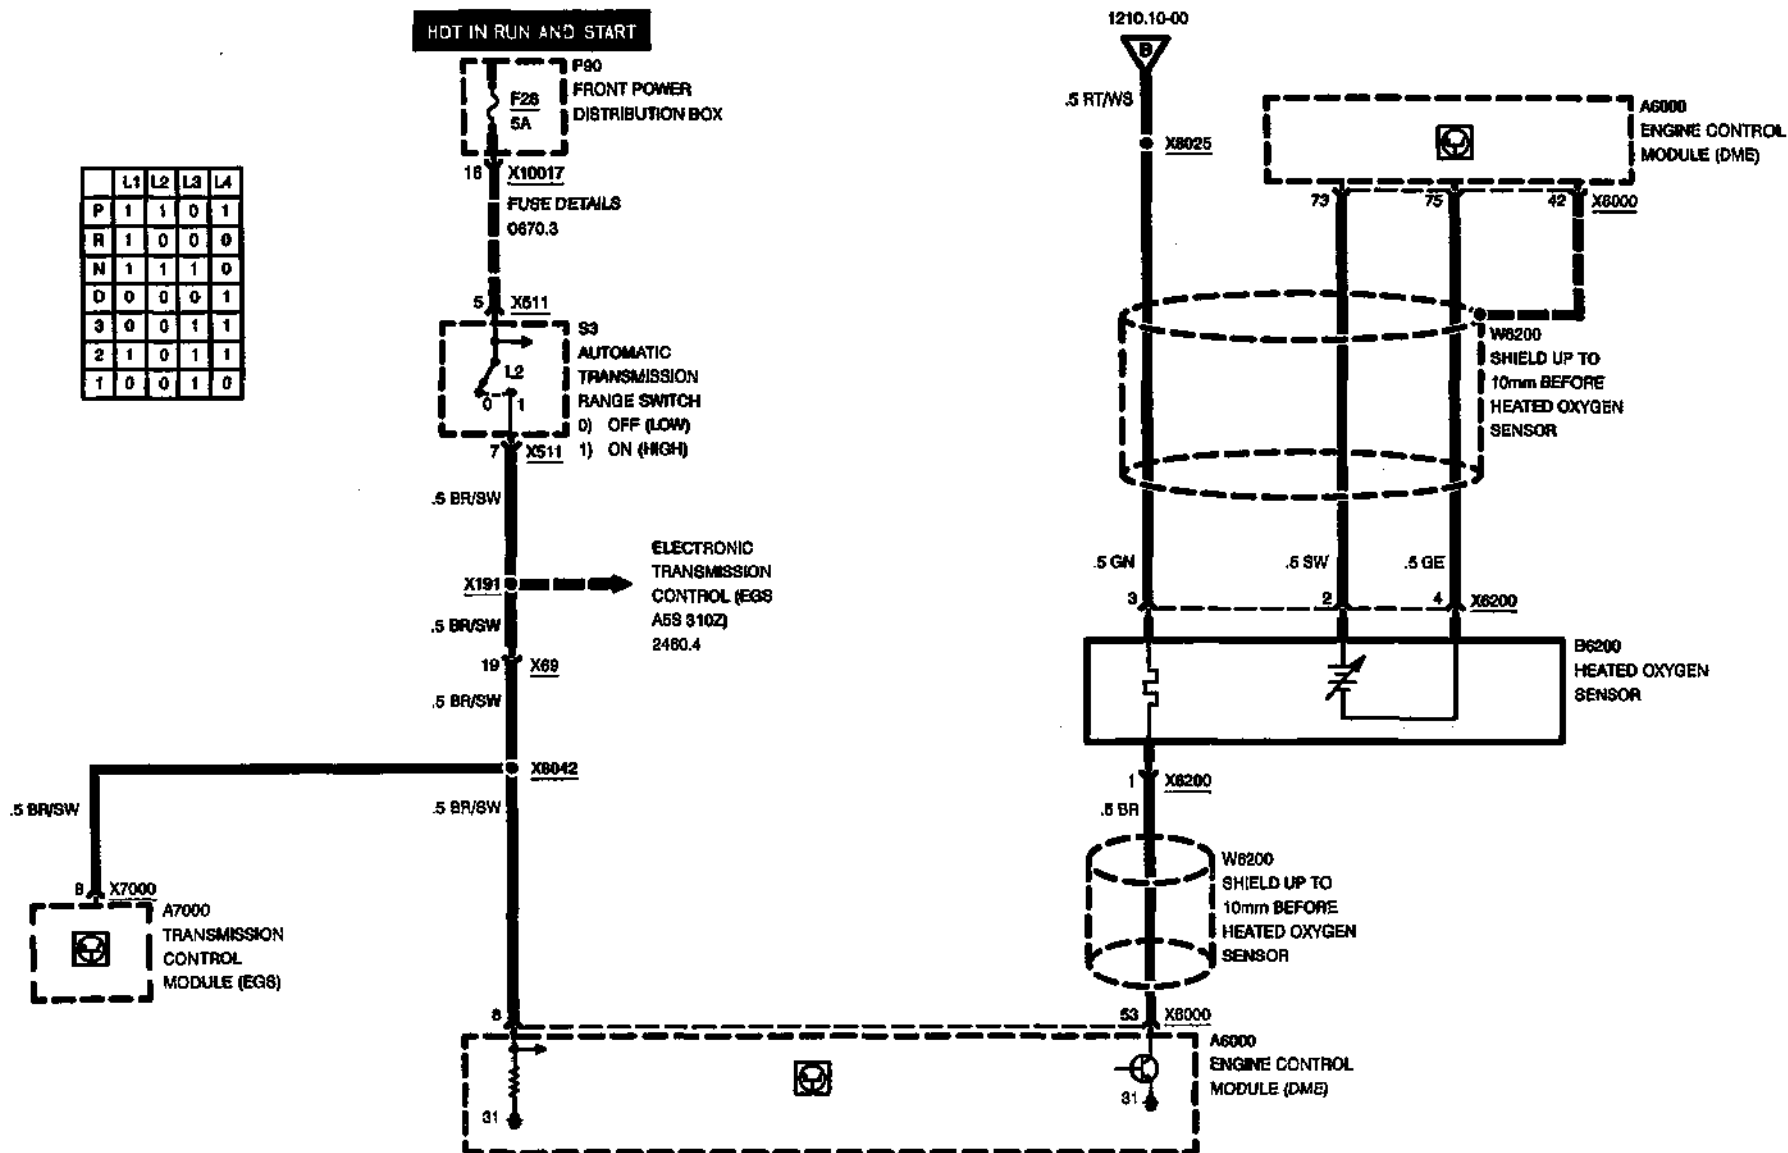 HOT IN RUN AND START
P90
FRONT POWER
DISTRIBUTION BOX
F28
5A
16 X10017
FUSE DETAILS
0670.3
L1 L2 L3 L4
P 1 1 0 1
R 1 0 0 0
N 1 1 1 0
D 0 0 0 1
3 0 0 1 1
2 1 0 1 1
1 0 0 1 0
5 X511
S3
AUTOMATIC
TRANSMISSION
RANGE SWITCH
0) OFF (LOW)
1) ON (HIGH)
L2
0 1
7 X511
.5 BR/SW
X191
ELECTRONIC
TRANSMISSION
CONTROL (EGS
A5S 310Z)
2460.4
.5 BR/SW
19 X69
.5 BR/SW
X6042
.5 BR/SW
.5 BR/SW
8 X7000
A7000
TRANSMISSION
CONTROL
MODULE (EGS)
8
31
1210.10-00
B
.5 RT/WS
X6025
A6000
ENGINE CONTROL
MODULE (DME)
73 75 42 X6000
W6200
SHIELD UP TO
10mm BEFORE
HEATED OXYGEN
SENSOR
.5 GN .5 SW .5 GE
3 2 4 X6200
B6200
HEATED OXYGEN
SENSOR
1 X6200
.5 BR
W6200
SHIELD UP TO
10mm BEFORE
HEATED OXYGEN
SENSOR
53 X6000
A6000
ENGINE CONTROL
MODULE (DME)
31